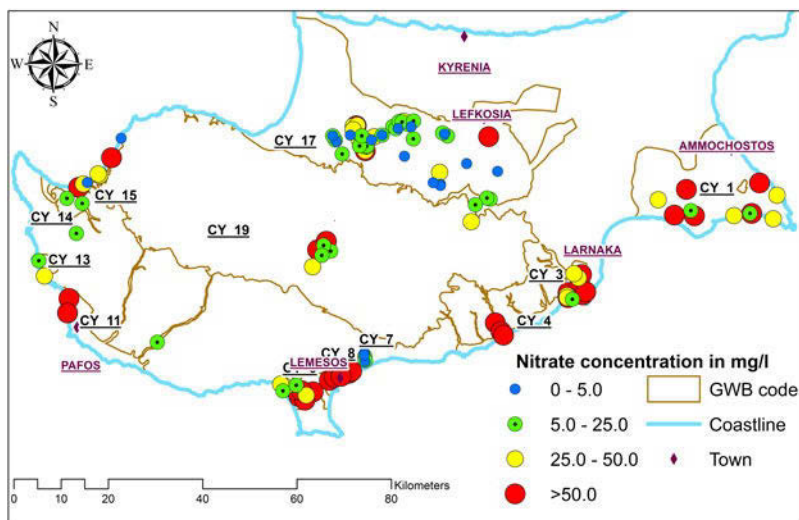 N
W E
S
KYRENIA
LEFKOSIA
CY 17
AMMOCHOSTOS
CY 1
CY 15
CY 14
CY 19
CY 13
LARNAKA
CY 3
CY 11
CY 4
CY 7
CY 8
PAFOS
LEMESOS
Nitrate concentration in mg/l
0 - 5.0 GWB code
5.0 - 25.0 Coastline
25.0 - 50.0 Town
>50.0
Kilometers
0 10 20 40 60 80